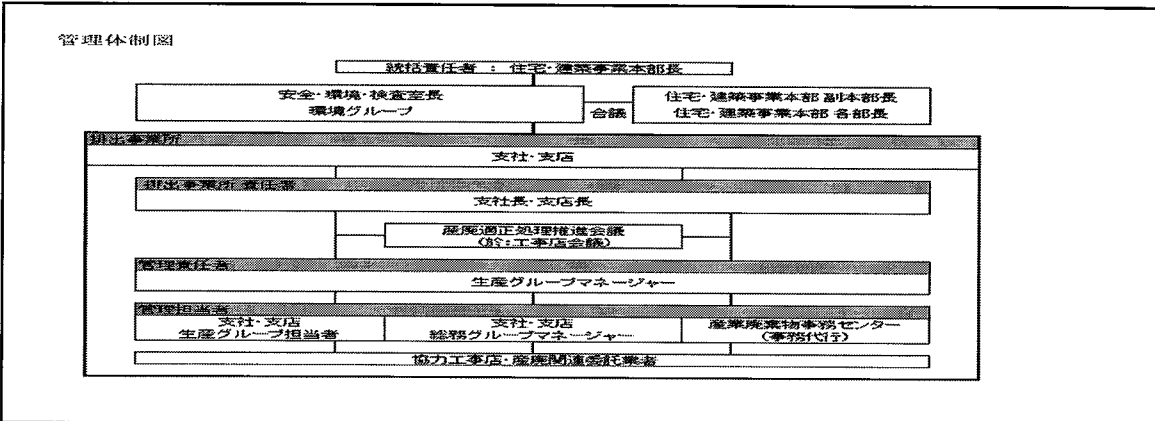 管理体制図
統括責任者 : 住宅・建築事業本部長
安全・環境・検査室長
環境グループ
会議
住宅・建築事業本部 副本部長
住宅・建築事業本部 各部長
排出事業所
支社・支店
排出事業所 責任者
支社長・支店長
産廃適正処理推進会議
(於:工事店会議)
管理責任者
生産グループマネージャー
管理担当者
支社・支店
生産グループ担当者
支社・支店
総務グループマネージャー
産業廃棄物事務センター
(事務代行)
協力工事店・産廃関連委託業者